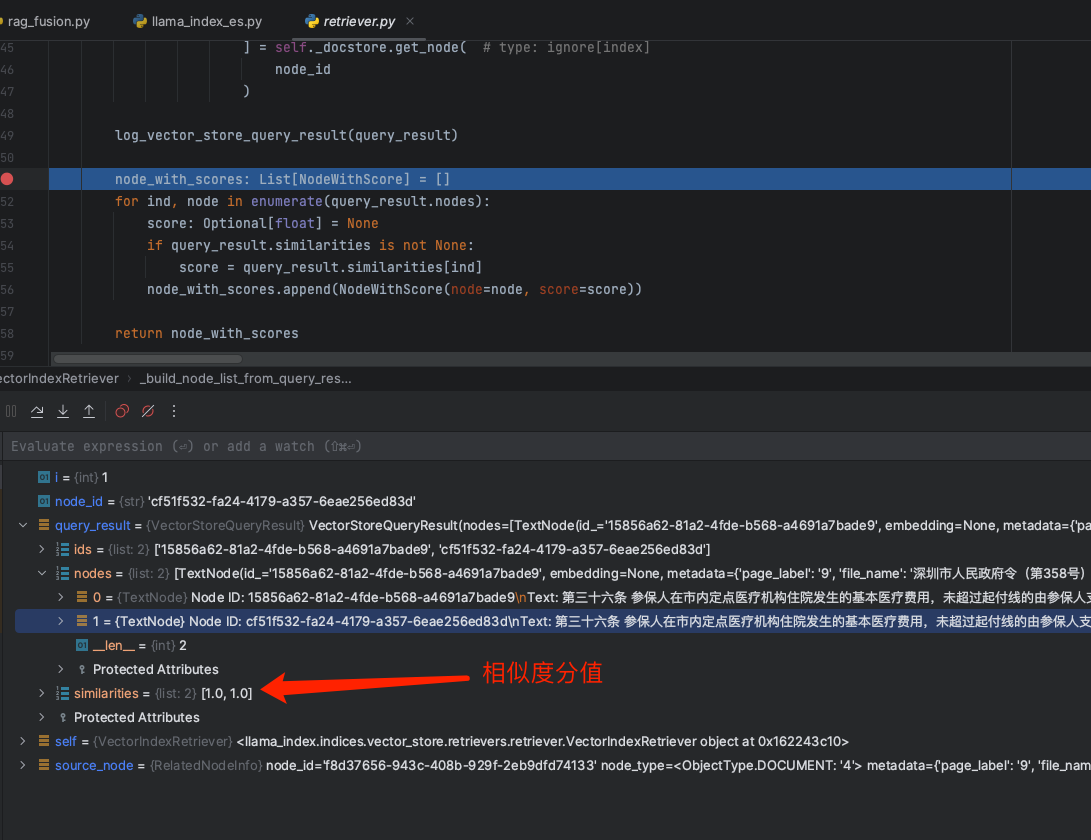 rag_fusion.py
llama_index_es.py
retriever.py
45 ] = self._docstore.get_node(  # type: ignore[index]
46 node_id
47 )
48
49 log_vector_store_query_result(query_result)
50
node_with_scores: List[NodeWithScore] = []
52 for ind, node in enumerate(query_result.nodes):
53 score: Optional[float] = None
54 if query_result.similarities is not None:
55 score = query_result.similarities[ind]
56 node_with_scores.append(NodeWithScore(node=node, score=score))
57
58 return node_with_scores
59
ectorIndexRetriever › _build_node_list_from_query_res...
Evaluate expression (⏎) or add a watch (⇧⌘⏎)
i = {int} 1
node_id = {str} 'cf51f532-fa24-4179-a357-6eae256ed83d'
query_result = {VectorStoreQueryResult} VectorStoreQueryResult(nodes=[TextNode(id_='15856a62-81a2-4fde-b568-a4691a7bade9', embedding=None, metadata={'pa
ids = {list: 2} ['15856a62-81a2-4fde-b568-a4691a7bade9', 'cf51f532-fa24-4179-a357-6eae256ed83d']
nodes = {list: 2} [TextNode(id_='15856a62-81a2-4fde-b568-a4691a7bade9', embedding=None, metadata={'page_label': '9', 'file_name': '深圳市人民政府令（第358号）
0 = {TextNode} Node ID: 15856a62-81a2-4fde-b568-a4691a7bade9\nText: 第三十六条 参保人在市内定点医疗机构住院发生的基本医疗费用，未超过起付线的由参保人支
1 = {TextNode} Node ID: cf51f532-fa24-4179-a357-6eae256ed83d\nText: 第三十六条 参保人在市内定点医疗机构住院发生的基本医疗费用，未超过起付线的由参保人支
__len__ = {int} 2
Protected Attributes
similarities = {list: 2} [1.0, 1.0]
相似度分值
Protected Attributes
self = {VectorIndexRetriever} <llama_index.indices.vector_store.retrievers.retriever.VectorIndexRetriever object at 0x162243c10>
source_node = {RelatedNodeInfo} node_id='f8d37656-943c-408b-929f-2eb9dfd74133' node_type=<ObjectType.DOCUMENT: '4'> metadata={'page_label': '9', 'file_nam